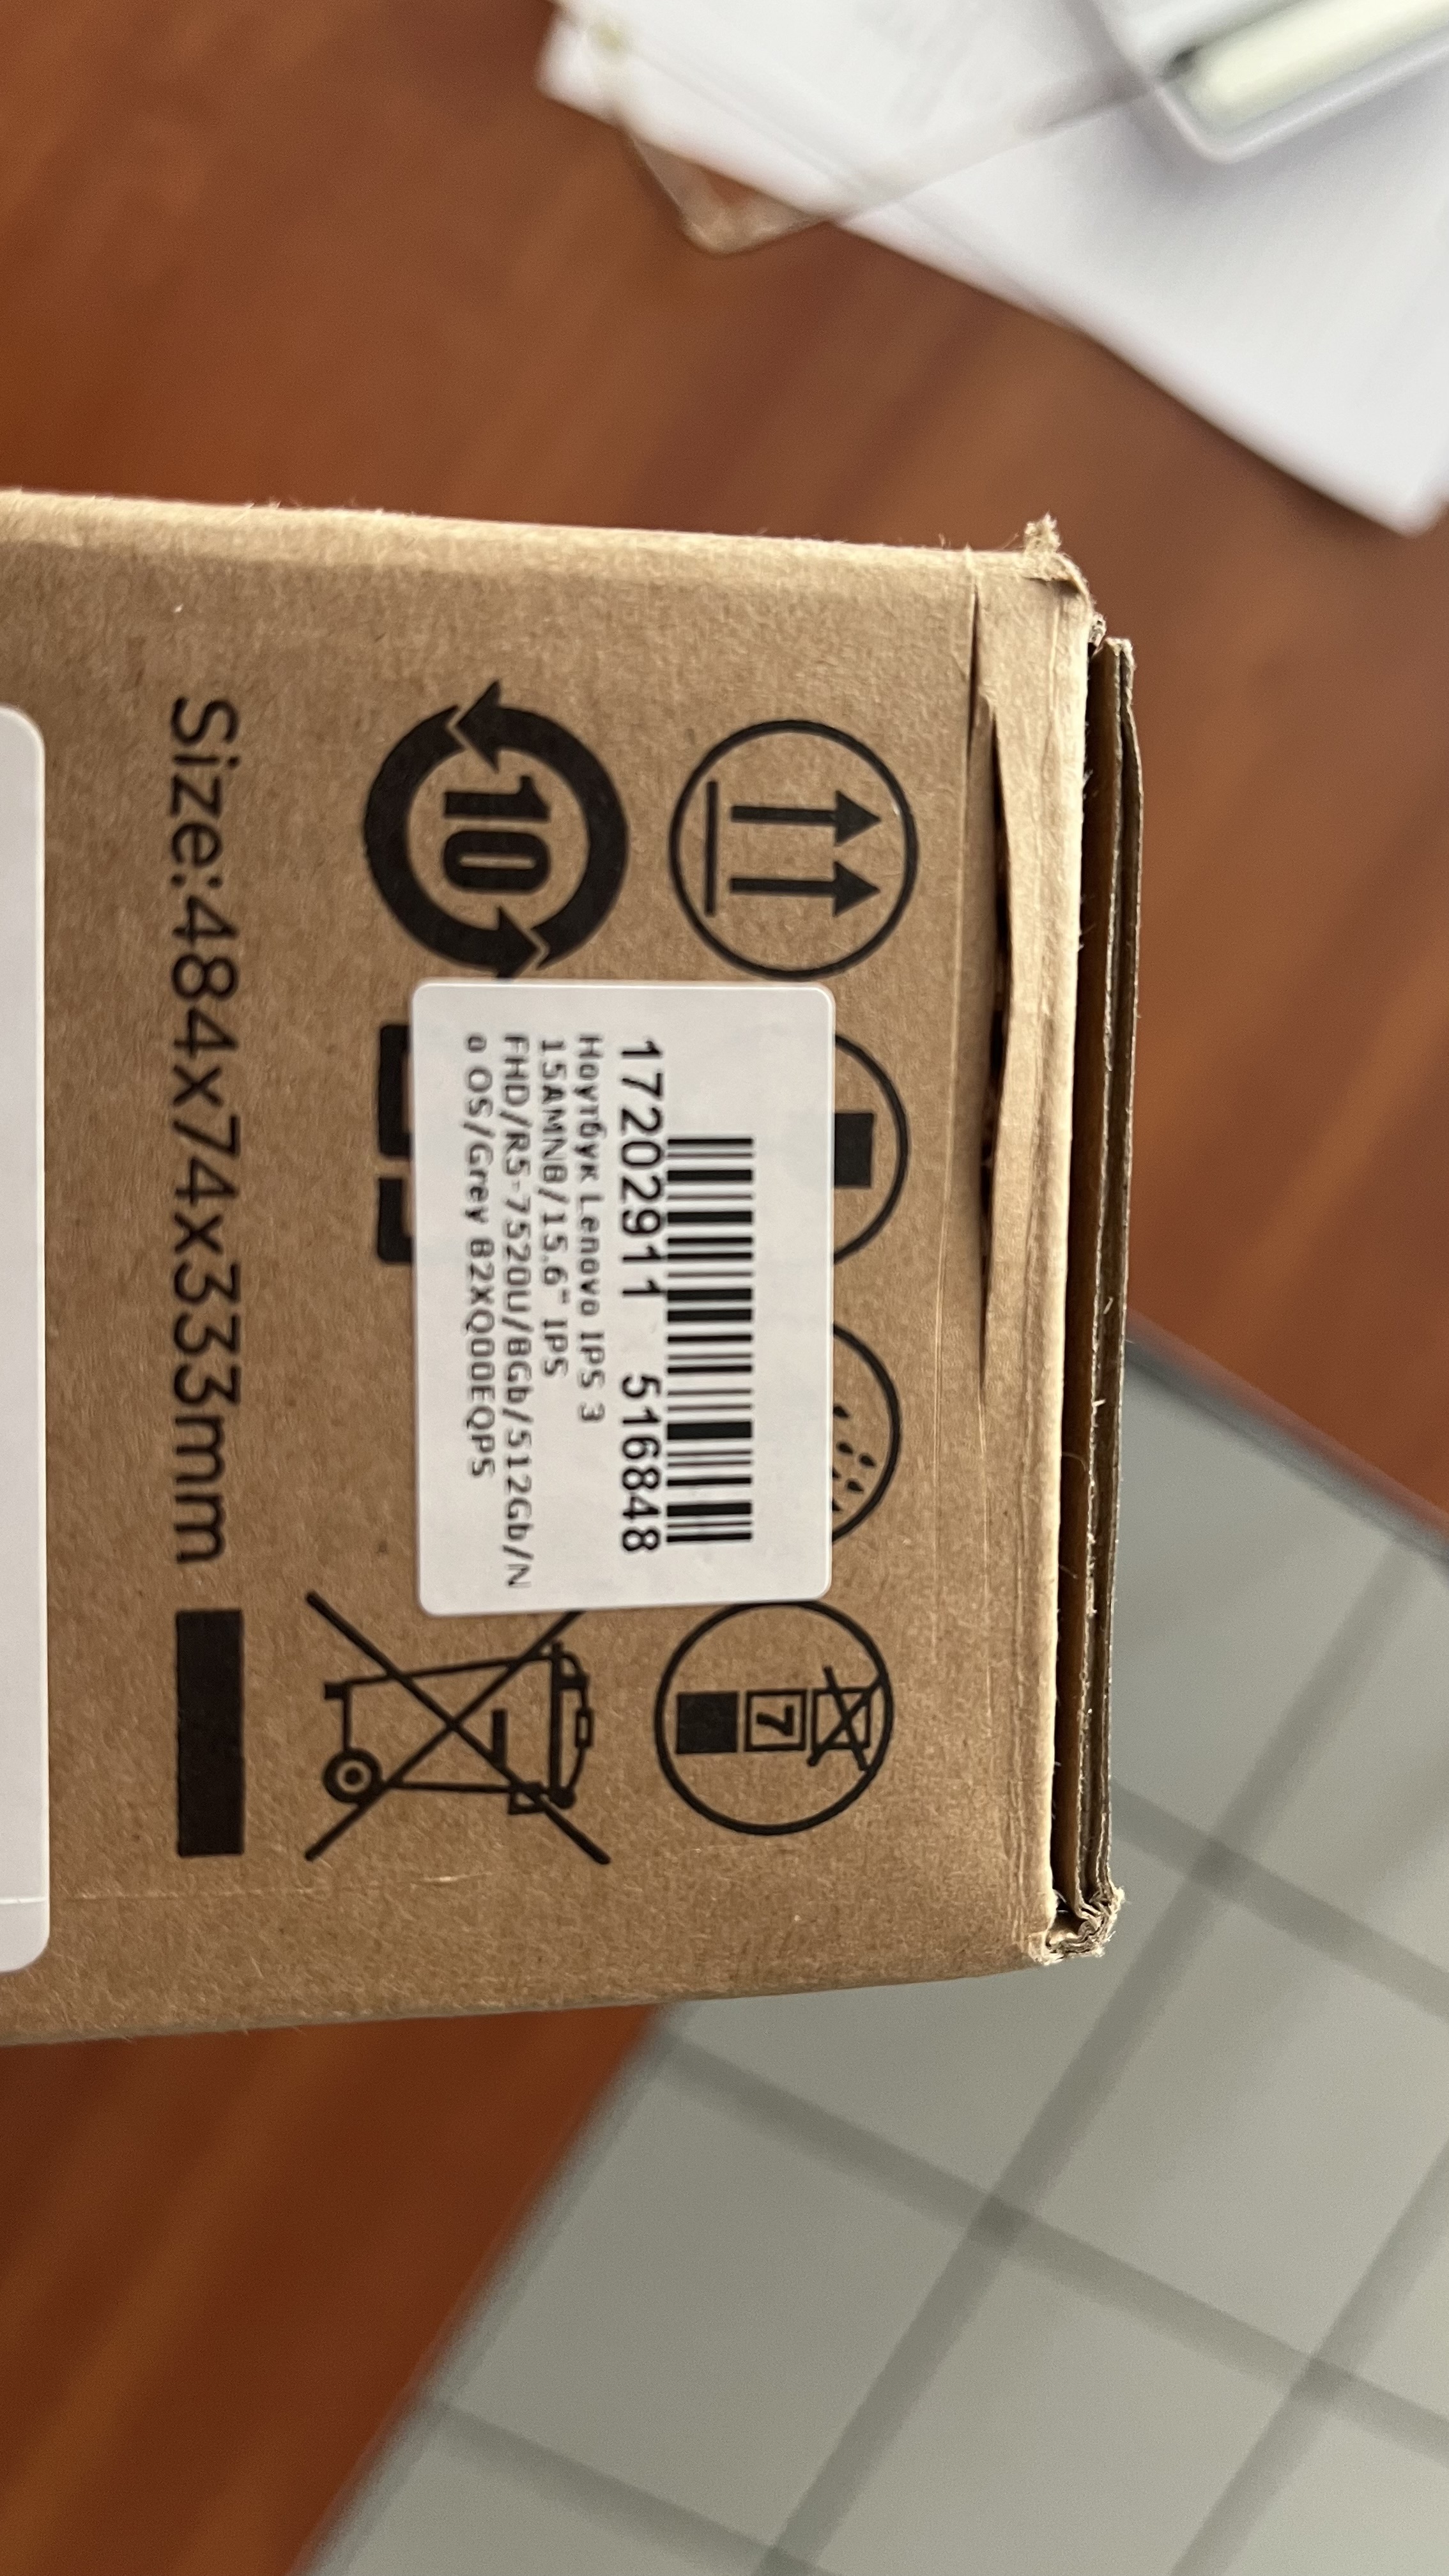 10
17202911 516848
Ноутбук Lenovo IPS 3
15AMN8/15.6" IPS
FHD/R5-7520U/8Gb/512Gb/N
o OS/Grey 82XQ00EQPS
7
Size:484x74x333mm